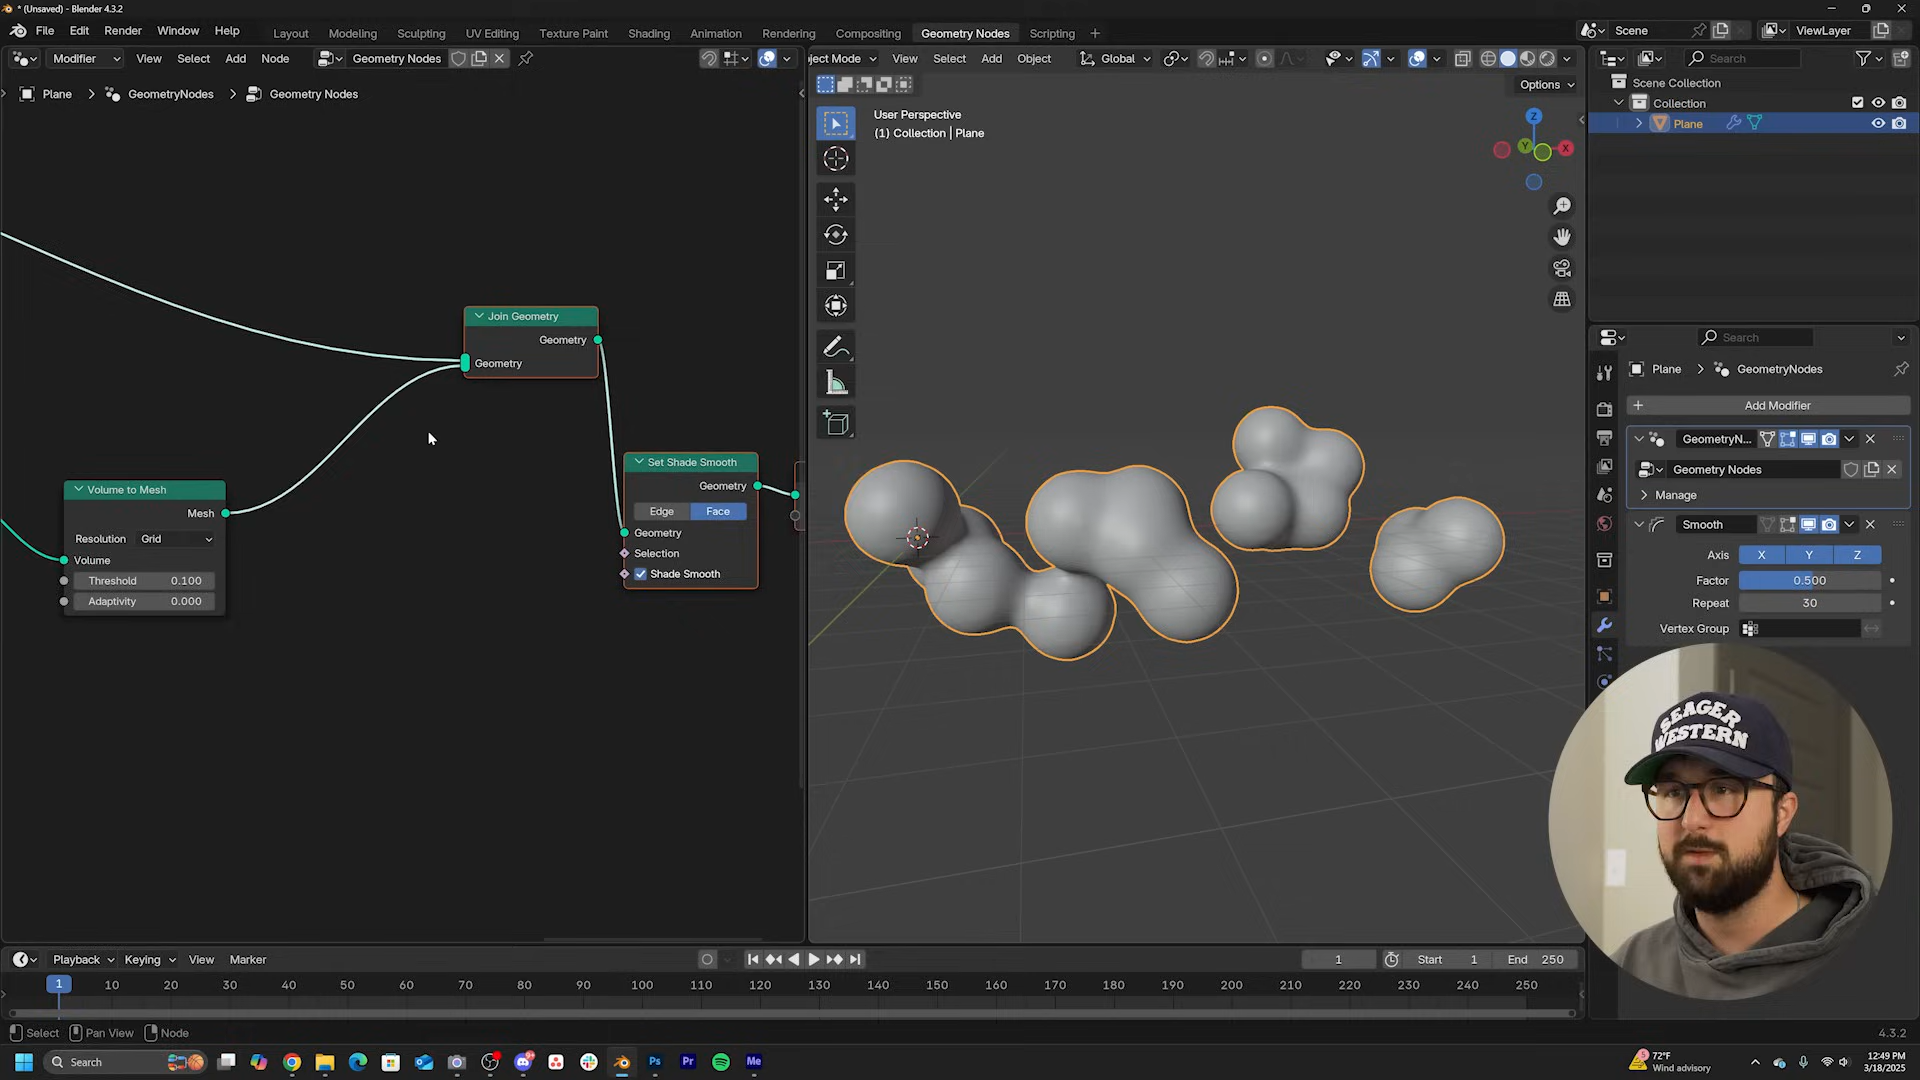 * (Unsaved) - Blender 4.3.2
File Edit Render Window Help
Layout Modeling Sculpting UV Editing Texture Paint Shading Animation Rendering Compositing Geometry Nodes Scripting +
Scene
ViewLayer
Modifier View Select Add Node Geometry Nodes
ject Mode View Select Add Object Global
Search
Plane > GeometryNodes > Geometry Nodes
Options
Scene Collection
Collection
Plane
User Perspective
(1) Collection | Plane
Z
Y
X
Join Geometry
Geometry
Geometry
Volume to Mesh
Mesh
Resolution Grid
Volume
Threshold 0.100
Adaptivity 0.000
Set Shade Smooth
Geometry
Edge Face
Geometry
Selection
Shade Smooth
Search
Plane > GeometryNodes
Add Modifier
GeometryN...
Geometry Nodes
Manage
Smooth
Axis X Y Z
Factor 0.500
Repeat 30
Vertex Group
SEAGER
WESTERN
Playback Keying View Marker
1 Start 1 End 250
1 10 20 30 40 50 60 70 80 90 100 110 120 130 140 150 160 170 180 190 200 210 220 230 240 250
Select Pan View Node
4.3.2
Search
Ps Pr Me
72°F
Wind advisory
12:49 PM
3/18/2025